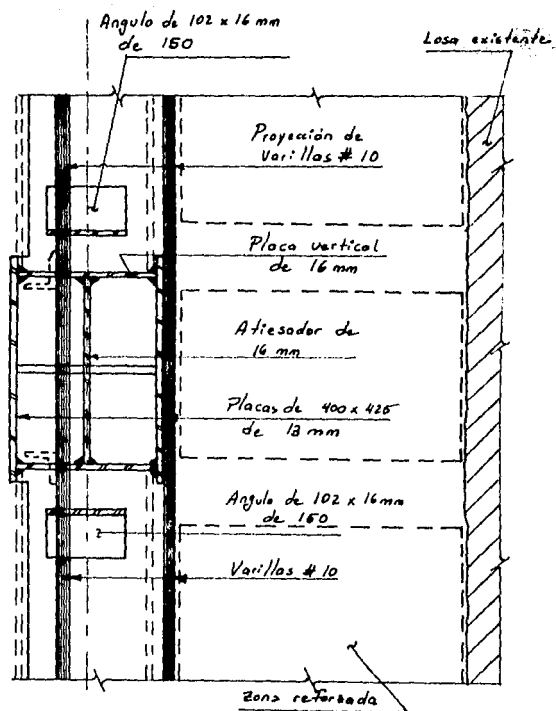 Angulo de 102 x 16 mm
de 150
Losa existente
Proyección de
Varillas # 10
Placa vertical
de 16 mm
Atiesador de
16 mm
Placas de 400 x 425
de 13 mm
Angulo de 102 x 16 mm
de 150
Varillas # 10
Zona reforzada